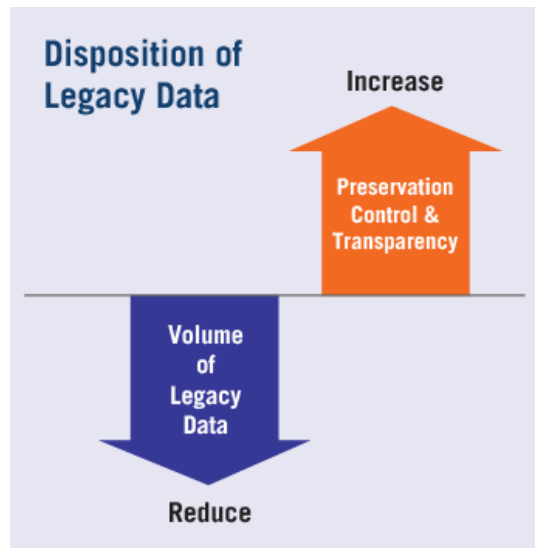 Disposition of
Legacy Data
Increase
Preservation
Control &
Transparency
Volume
of
Legacy
Data
Reduce